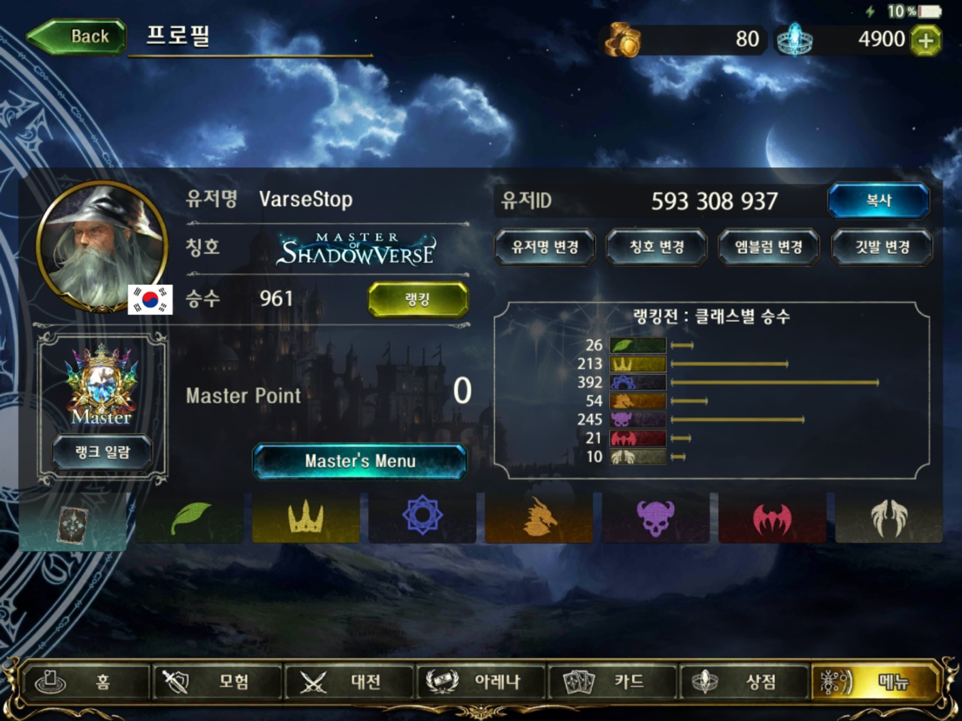 10%
Back 프로필 80 4900
유저명 VarseStop
유저ID 593 308 937 복사
칭호 MASTER OF SHADOWVERSE
유저명 변경 칭호 변경 엠블럼 변경 깃발 변경
승수 961 랭킹
랭킹전 : 클래스별 승수
26
213
392
54
245
21
10
Master
Master Point 0
랭크 일람
Master's Menu
홈 모험 대전 아레나 카드 상점 메뉴